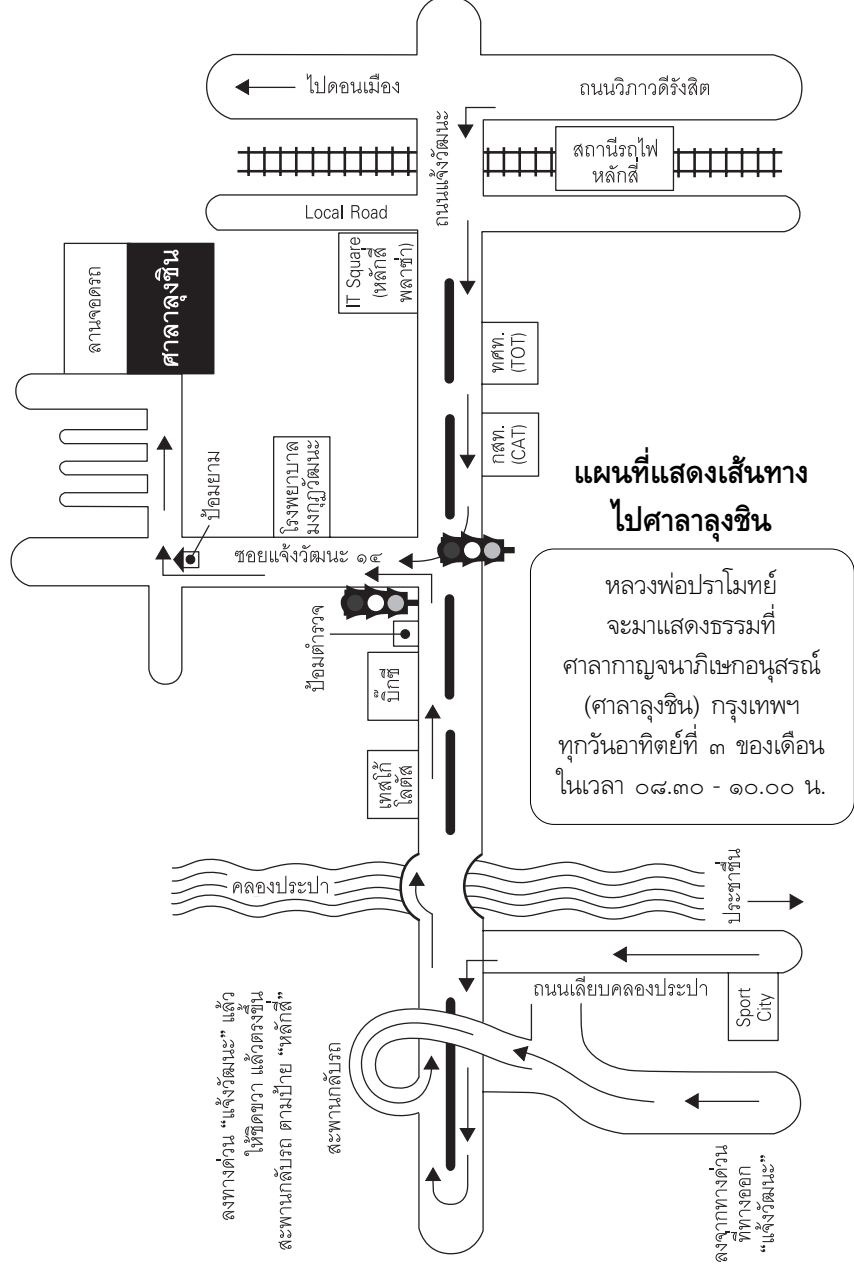 ไปดอนเมือง
ถนนวิภาวดีรังสิต
ถนนแจ้งวัฒนะ
สถานีรถไฟ
หลักสี่
Local Road
IT Square
(หลักสี่
พลาซ่า)
ลานจอดรถ
ศาลาลุงชิน
ทศท.
(TOT)
กสท.
(CAT)
โรงพยาบาล
มงกุฎวัฒนะ
ป้อมยาม
ซอยแจ้งวัฒนะ ๑๔
ป้อมตำรวจ
บิ๊กซี
เทสโก้
โลตัส
แผนที่แสดงเส้นทาง
ไปศาลาลุงชิน
หลวงพ่อปราโมทย์
จะมาแสดงธรรมที่
ศาลากาญจนาภิเษกอนุสรณ์
(ศาลาลุงชิน) กรุงเทพฯ
ทุกวันอาทิตย์ที่ ๓ ของเดือน
ในเวลา ๐๘.๓๐ - ๑๐.๐๐ น.
คลองประปา
ประชาชื่น
ถนนเลียบคลองประปา
Sport
City
ลงทางด่วน “แจ้งวัฒนะ” แล้ว
ให้ชิดขวา แล้วตรงขึ้น
สะพานกลับรถ ตามป้าย “หลักสี่”
สะพานกลับรถ
ลงจากทางด่วน
ที่ทางออก
“แจ้งวัฒนะ”